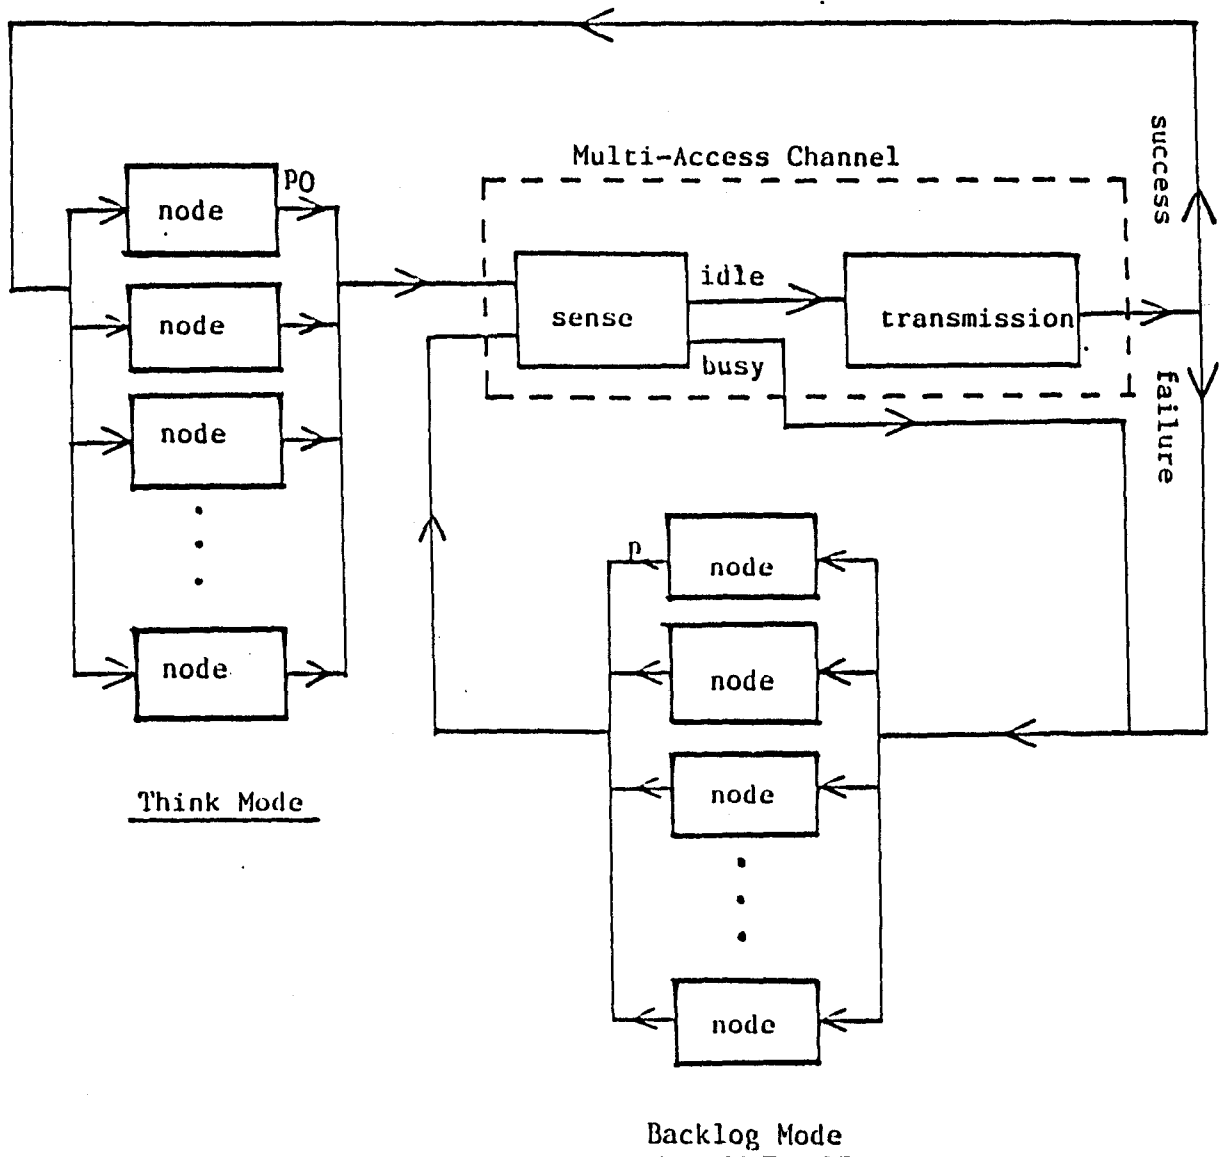 Multi-Access Channel
success
p0
node
node
node
node
idle
sense
transmission
busy
failure
p
node
node
node
node
Think Mode
Backlog Mode